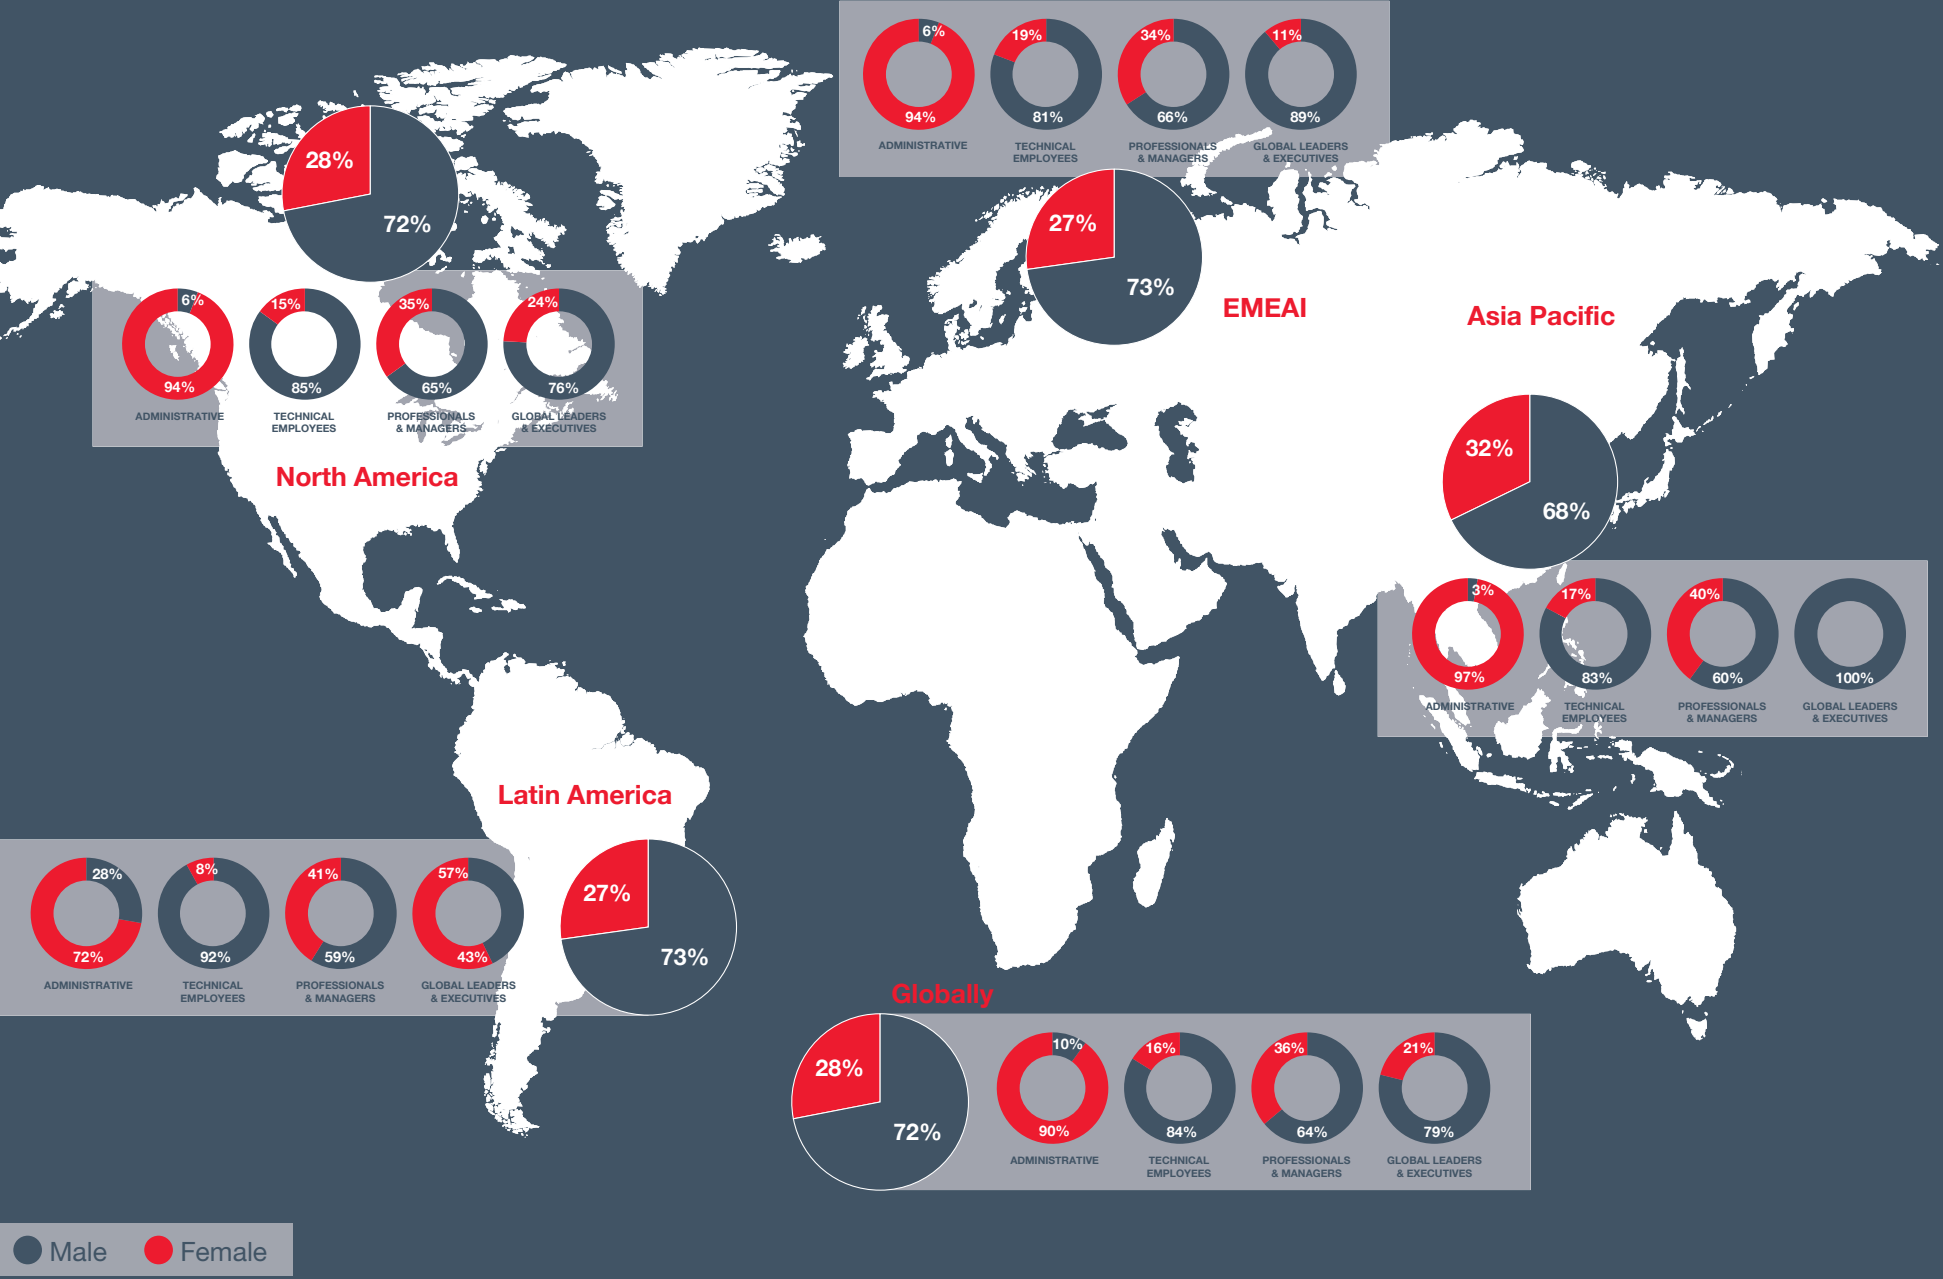 6%
19%
34%
11%
94%
81%
66%
89%
ADMINISTRATIVE
TECHNICAL
EMPLOYEES
PROFESSIONALS
& MANAGERS
GLOBAL LEADERS
& EXECUTIVES
27%
73%
EMEAI
28%
72%
6%
15%
35%
24%
94%
85%
65%
76%
ADMINISTRATIVE
TECHNICAL
EMPLOYEES
PROFESSIONALS
& MANAGERS
GLOBAL LEADERS
& EXECUTIVES
North America
Asia Pacific
32%
68%
3%
17%
40%
97%
83%
60%
100%
ADMINISTRATIVE
TECHNICAL
EMPLOYEES
PROFESSIONALS
& MANAGERS
GLOBAL LEADERS
& EXECUTIVES
Latin America
28%
8%
41%
57%
72%
92%
59%
43%
ADMINISTRATIVE
TECHNICAL
EMPLOYEES
PROFESSIONALS
& MANAGERS
GLOBAL LEADERS
& EXECUTIVES
27%
73%
Globally
28%
72%
10%
16%
36%
21%
90%
84%
64%
79%
ADMINISTRATIVE
TECHNICAL
EMPLOYEES
PROFESSIONALS
& MANAGERS
GLOBAL LEADERS
& EXECUTIVES
Male
Female